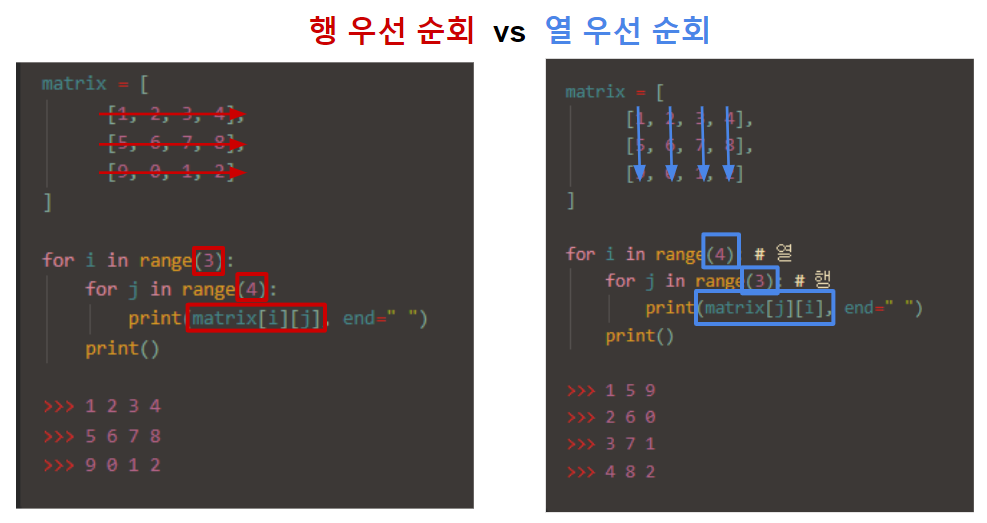 행 우선 순회 vs 열 우선 순회
matrix = [
[1, 2, 3, 4],
[5, 6, 7, 8],
[9, 0, 1, 2]
]
for i in range(3):
for j in range(4):
print(matrix[i][j], end=" ")
print()
>>> 1 2 3 4
>>> 5 6 7 8
>>> 9 0 1 2
matrix = [
[1, 2, 3, 4],
[5, 6, 7, 8],
[9, 0, 1, 2]
]
for i in range(4): # 열
for j in range(3): # 행
print(matrix[j][i], end=" ")
print()
>>> 1 5 9
>>> 2 6 0
>>> 3 7 1
>>> 4 8 2